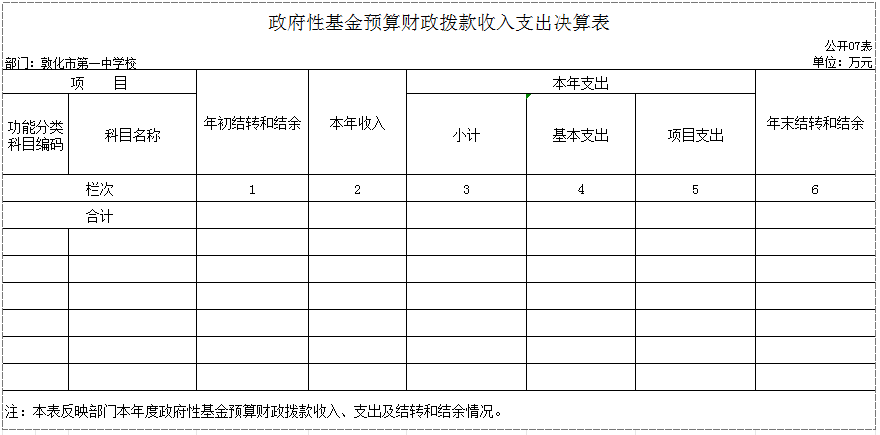 政府性基金预算财政拨款收入支出决算表
公开07表
部门：敦化市第一中学校 单位：万元
项 目 年初结转和结余 本年收入 本年支出 年末结转和结余
功能分类
科目编码 科目名称 小计 基本支出 项目支出
栏次 1 2 3 4 5 6
合计
注：本表反映部门本年度政府性基金预算财政拨款收入、支出及结转和结余情况。